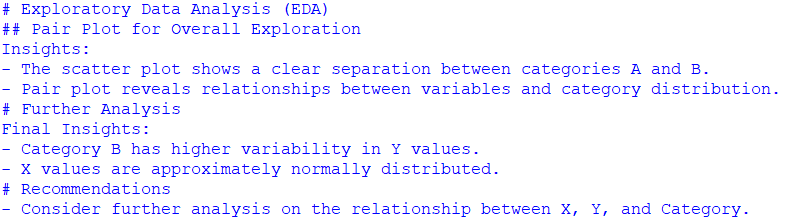 # Exploratory Data Analysis (EDA)
## Pair Plot for Overall Exploration
Insights:
- The scatter plot shows a clear separation between categories A and B.
- Pair plot reveals relationships between variables and category distribution.
# Further Analysis
Final Insights:
- Category B has higher variability in Y values.
- X values are approximately normally distributed.
# Recommendations
- Consider further analysis on the relationship between X, Y, and Category.